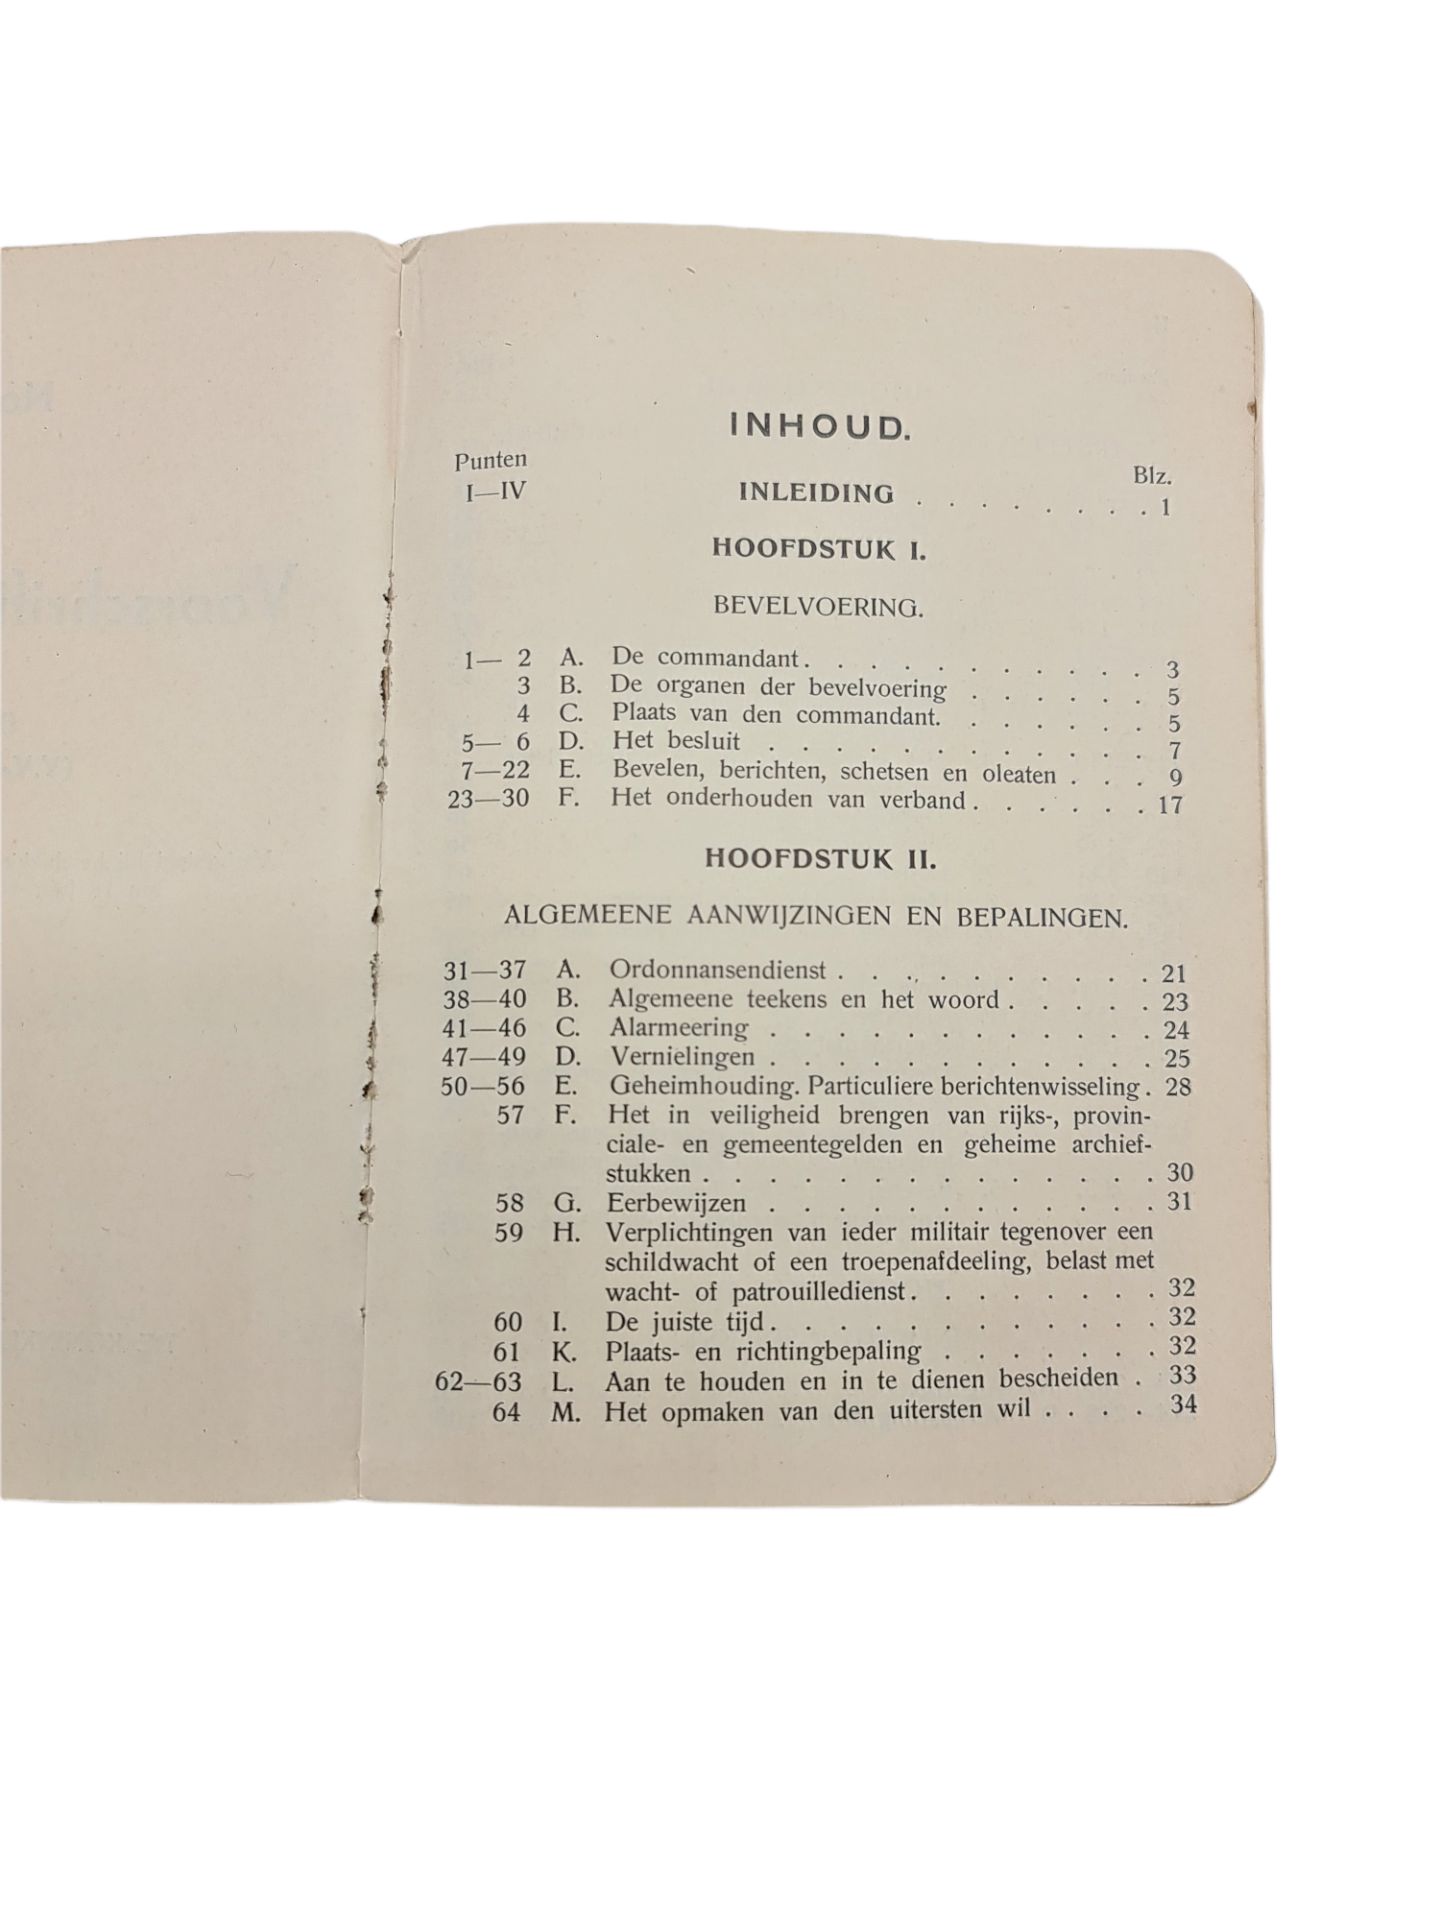 INHOUD.
Punten Blz.
I—IV INLEIDING . . . . . . . . 1
HOOFDSTUK I.
BEVELVOERING.
1— 2 A. De commandant. . . . . . . . . . . 3
3 B. De organen der bevelvoering . . . . . . 5
4 C. Plaats van den commandant. . . . . . . 5
5— 6 D. Het besluit . . . . . . . . . . . . 7
7—22 E. Bevelen, berichten, schetsen en oleaten . . . 9
23—30 F. Het onderhouden van verband . . . . . . 17
HOOFDSTUK II.
ALGEMEENE AANWIJZINGEN EN BEPALINGEN.
31—37 A. Ordonnansendienst . . . . . . . . . . 21
38—40 B. Algemeene teekens en het woord . . . . . 23
41—46 C. Alarmeering . . . . . . . . . . . . 24
47—49 D. Vernielingen . . . . . . . . . . . . 25
50—56 E. Geheimhouding. Particuliere berichtenwisseling . 28
57 F. Het in veiligheid brengen van rijks-, provin-
ciale- en gemeentegelden en geheime archief-
stukken . . . . . . . . . . . . . . 30
58 G. Eerbewijzen . . . . . . . . . . . . 31
59 H. Verplichtingen van ieder militair tegenover een
schildwacht of een troepenafdeeling, belast met
wacht- of patrouilledienst . . . . . . . . 32
60 I. De juiste tijd . . . . . . . . . . . . 32
61 K. Plaats- en richtingbepaling . . . . . . . 32
62—63 L. Aan te houden en in te dienen bescheiden . 33
64 M. Het opmaken van den uitersten wil . . . . 34